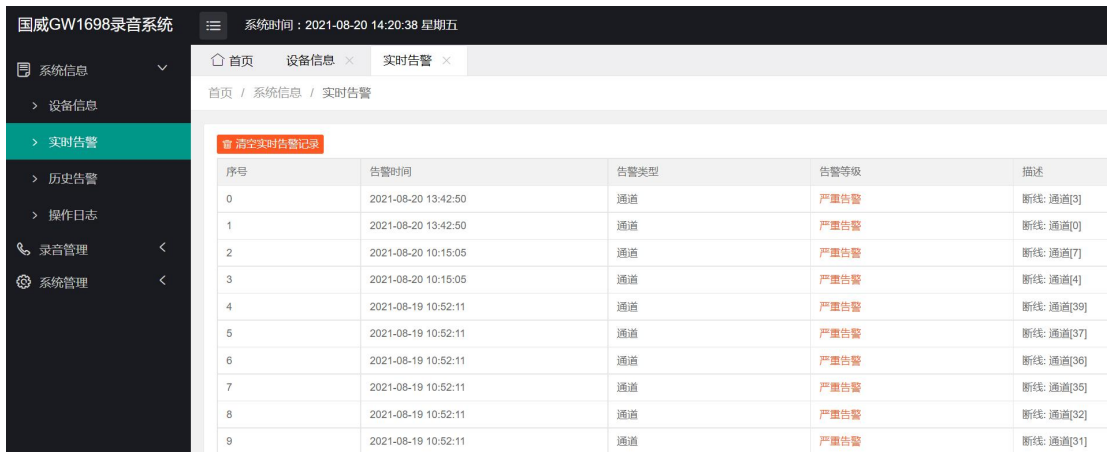 国威GW1698录音系统
系统时间：2021-08-20 14:20:38 星期五
系统信息
设备信息
实时告警
历史告警
操作日志
录音管理
系统管理
首页 设备信息 实时告警
首页 / 系统信息 / 实时告警
清空实时告警记录
序号 告警时间 告警类型 告警等级 描述
0 2021-08-20 13:42:50 通道 严重告警 断线: 通道[3]
1 2021-08-20 13:42:50 通道 严重告警 断线: 通道[0]
2 2021-08-20 10:15:05 通道 严重告警 断线: 通道[7]
3 2021-08-20 10:15:05 通道 严重告警 断线: 通道[4]
4 2021-08-19 10:52:11 通道 严重告警 断线: 通道[39]
5 2021-08-19 10:52:11 通道 严重告警 断线: 通道[37]
6 2021-08-19 10:52:11 通道 严重告警 断线: 通道[36]
7 2021-08-19 10:52:11 通道 严重告警 断线: 通道[35]
8 2021-08-19 10:52:11 通道 严重告警 断线: 通道[32]
9 2021-08-19 10:52:11 通道 严重告警 断线: 通道[31]